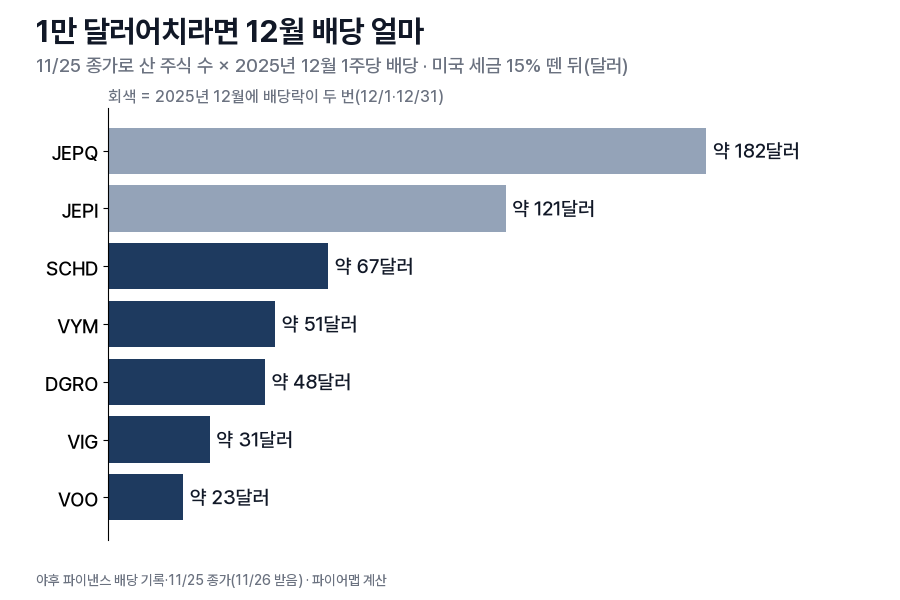 1만 달러어치라면 12월 배당 얼마
11/25 종가로 산 주식 수 × 2025년 12월 1주당 배당 · 미국 세금 15% 뗀 뒤(달러)
회색 = 2025년 12월에 배당락이 두 번(12/1·12/31)
JEPQ 약 182달러
JEPI 약 121달러
SCHD 약 67달러
VYM 약 51달러
DGRO 약 48달러
VIG 약 31달러
VOO 약 23달러
야후 파이낸스 배당 기록·11/25 종가(11/26 받음) · 파이어맵 계산